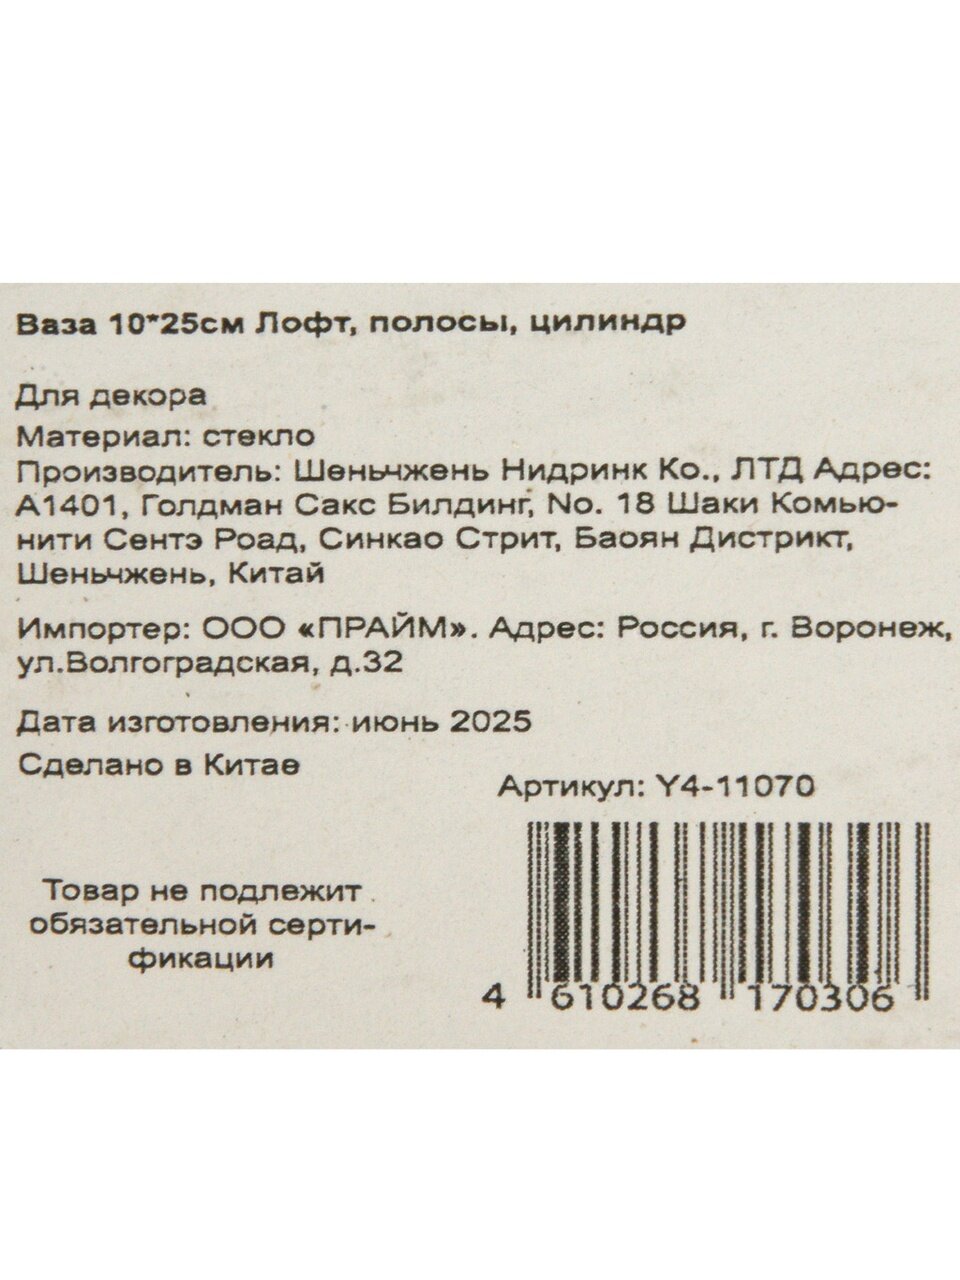 Ваза 10*25см Лофт, полосы, цилиндр
Для декора
Материал: стекло
Производитель: Шеньчжень Нидринк Ко., ЛТД Адрес:
А1401, Голдман Сакс Билдинг, No. 18 Шаки Комью-
нити Сентэ Роад, Синкао Стрит, Баоян Дистрикт,
Шеньчжень, Китай
Импортер: ООО «ПРАЙМ». Адрес: Россия, г. Воронеж,
ул.Волгоградская, д.32
Дата изготовления: июнь 2025
Сделано в Китае
Артикул: Y4-11070
Товар не подлежит
обязательной серти-
фикации
4 610268 170306